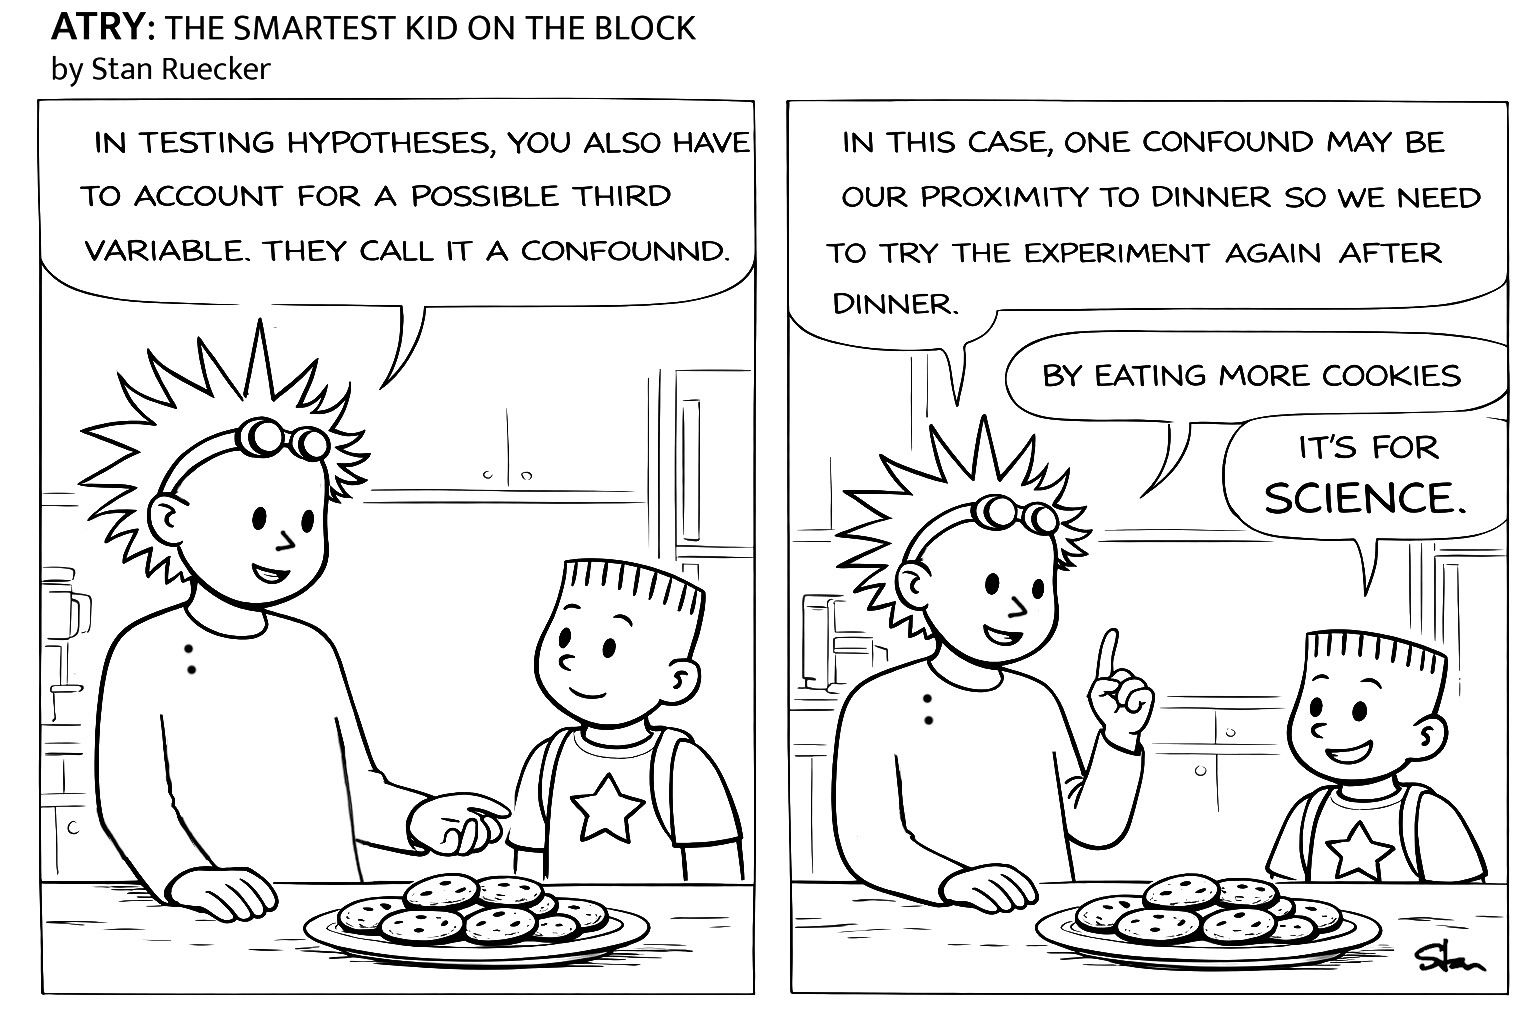 ATRY: THE SMARTEST KID ON THE BLOCK
by Stan Ruecker
IN TESTING HYPOTHESES, YOU ALSO HAVE
TO ACCOUNT FOR A POSSIBLE THIRD
VARIABLE. THEY CALL IT A CONFOUNND.
IN THIS CASE, ONE CONFOUND MAY BE
OUR PROXIMITY TO DINNER SO WE NEED
TO TRY THE EXPERIMENT AGAIN AFTER
DINNER.
BY EATING MORE COOKIES
IT'S FOR
SCIENCE.
Stan